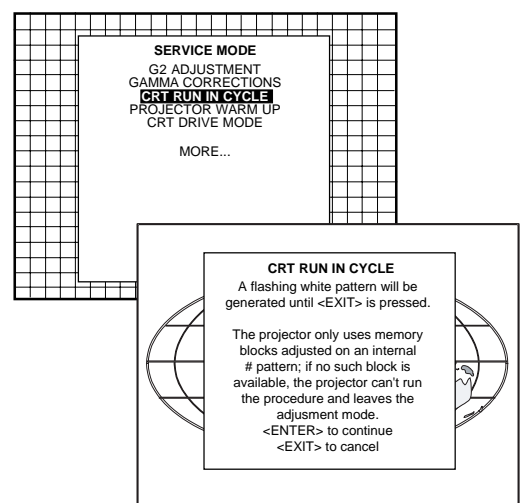 SERVICE MODE
G2 ADJUSTMENT
GAMMA CORRECTIONS
CRT RUN IN CYCLE
PROJECTOR WARM UP
CRT DRIVE MODE
MORE...
CRT RUN IN CYCLE
A flashing white pattern will be
generated until <EXIT> is pressed.
The projector only uses memory
blocks adjusted on an internal
# pattern; if no such block is
available, the projector can't run
the procedure and leaves the
adjusment mode.
<ENTER> to continue
<EXIT> to cancel